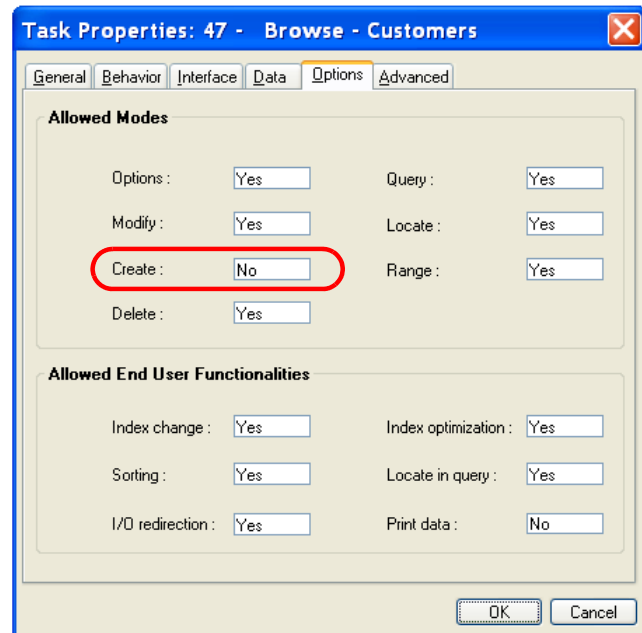 Task Properties: 47 -   Browse - Customers
General Behavior Interface Data Options Advanced
Allowed Modes
Options : Yes Query : Yes
Modify : Yes Locate : Yes
Create : No Range : Yes
Delete : Yes
Allowed End User Functionalities
Index change : Yes Index optimization : Yes
Sorting : Yes Locate in query : Yes
I/O redirection : Yes Print data : No
OK Cancel